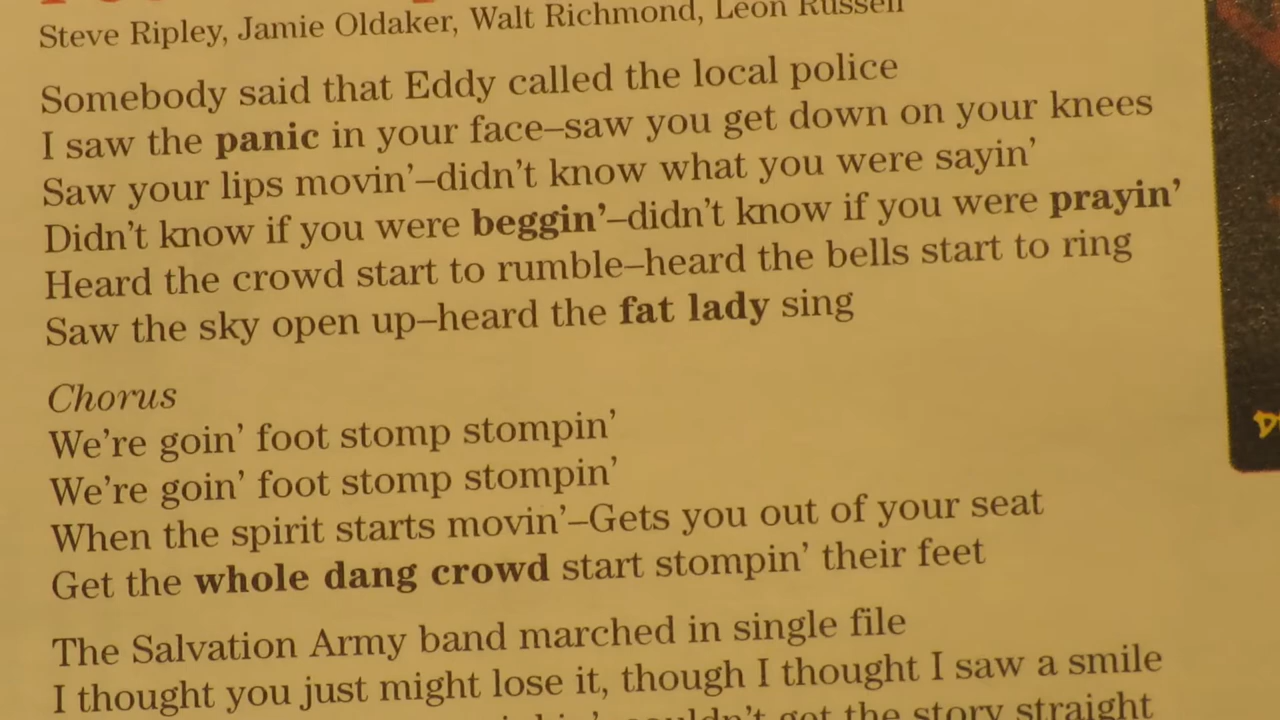 Steve Ripley, Jamie Oldaker, Walt Richmond, Leon Russell
Somebody said that Eddy called the local police
I saw the panic in your face–saw you get down on your knees
Saw your lips movin’–didn’t know what you were sayin’
Didn’t know if you were beggin’–didn’t know if you were prayin’
Heard the crowd start to rumble–heard the bells start to ring
Saw the sky open up–heard the fat lady sing
Chorus
We’re goin’ foot stomp stompin’
We’re goin’ foot stomp stompin’
When the spirit starts movin’–Gets you out of your seat
Get the whole dang crowd start stompin’ their feet
The Salvation Army band marched in single file
I thought you just might lose it, though I thought I saw a smile
got the story straight